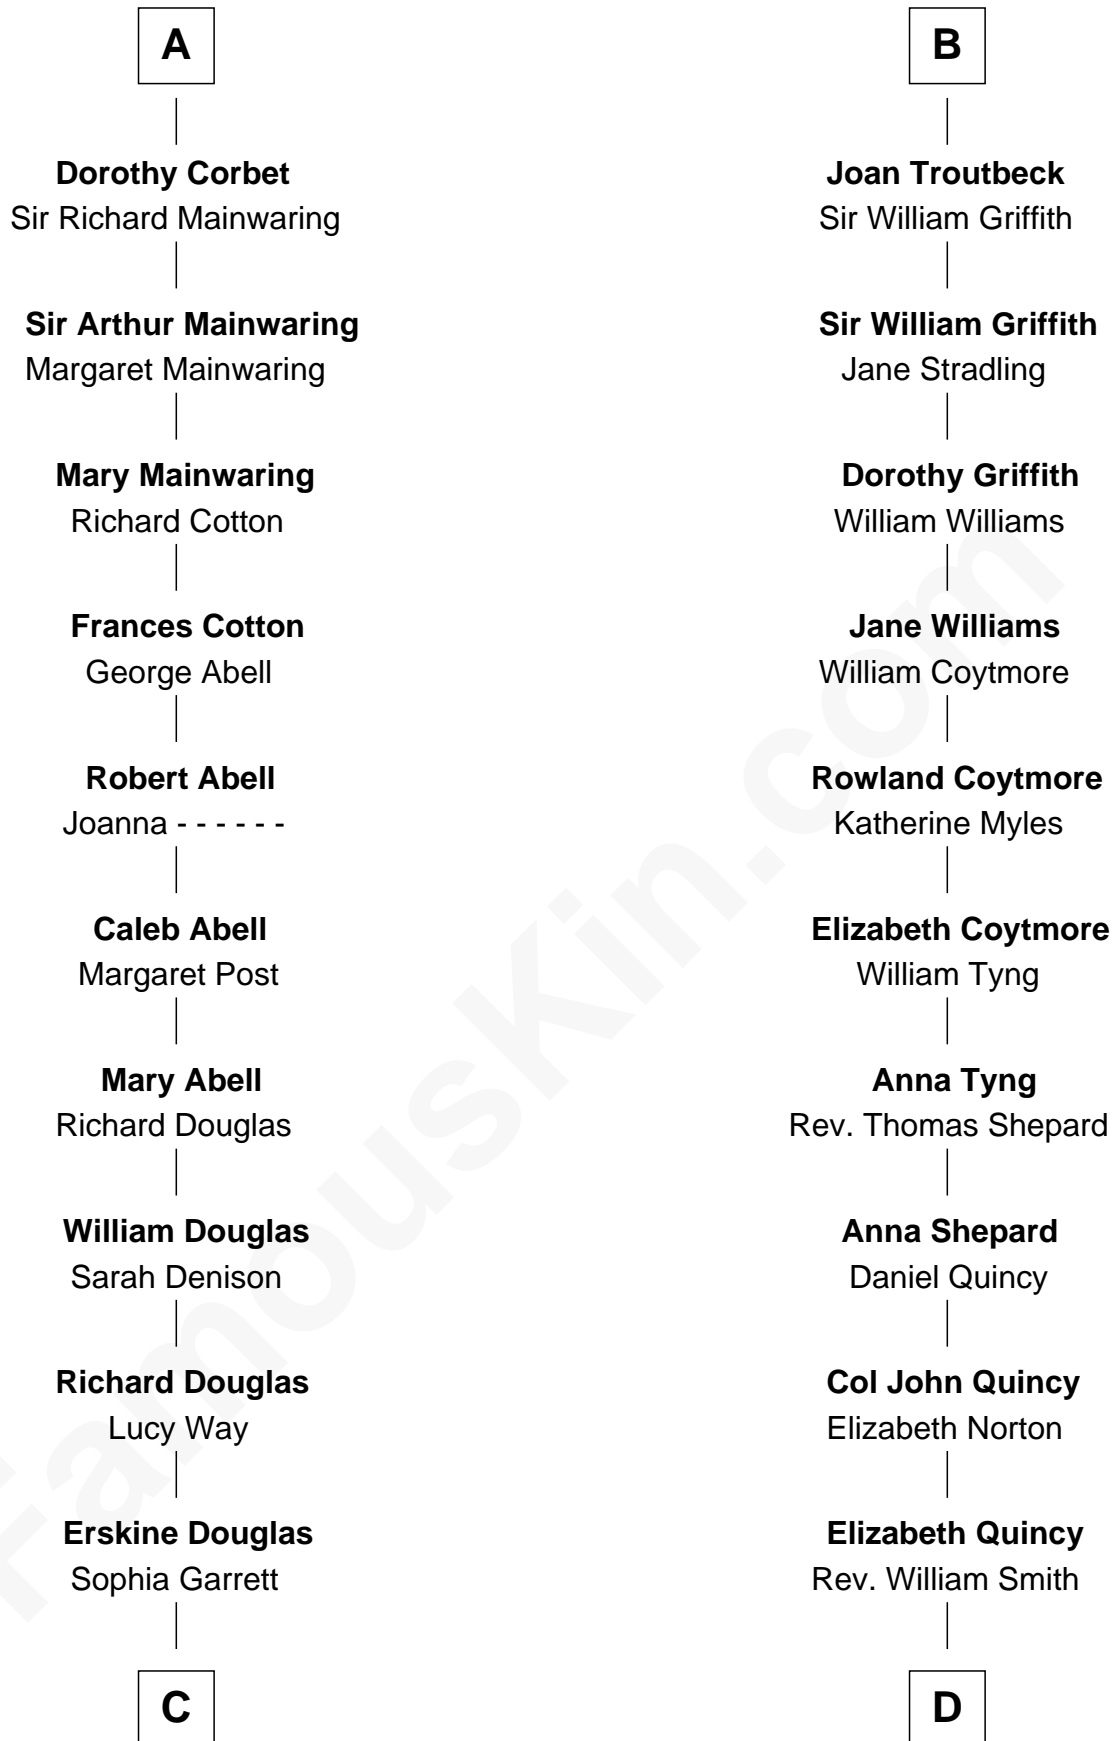 A
Dorothy Corbet
Sir Richard Mainwaring
Sir Arthur Mainwaring
Margaret Mainwaring
Mary Mainwaring
Richard Cotton
Frances Cotton
George Abell
Robert Abell
Joanna - - - - - -
Caleb Abell
Margaret Post
Mary Abell
Richard Douglas
William Douglas
Sarah Denison
Richard Douglas
Lucy Way
Erskine Douglas
Sophia Garrett
C
B
Joan Troutbeck
Sir William Griffith
Sir William Griffith
Jane Stradling
Dorothy Griffith
William Williams
Jane Williams
William Coytmore
Rowland Coytmore
Katherine Myles
Elizabeth Coytmore
William Tyng
Anna Tyng
Rev. Thomas Shepard
Anna Shepard
Daniel Quincy
Col John Quincy
Elizabeth Norton
Elizabeth Quincy
Rev. William Smith
D
FamousKin.com